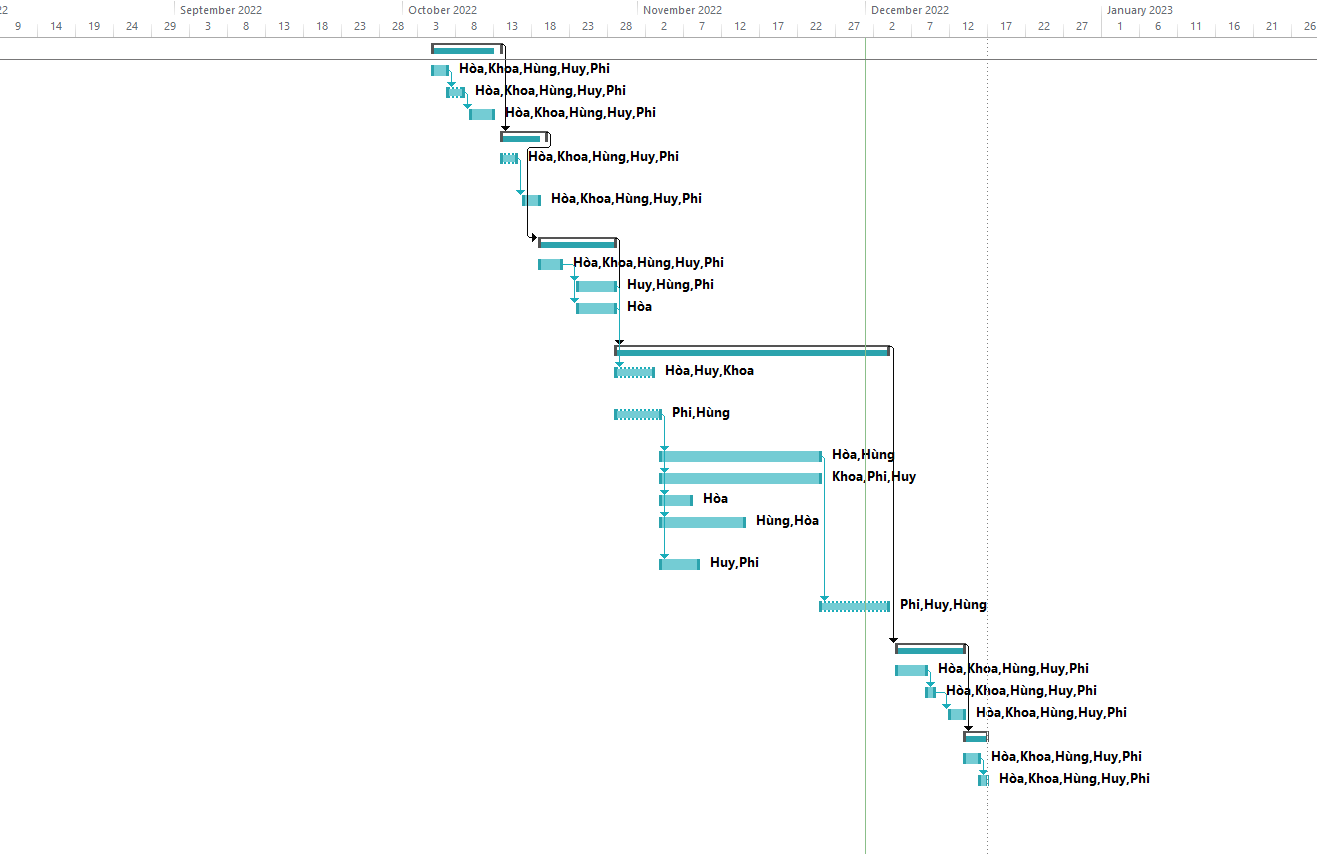 22 September 2022 October 2022 November 2022 December 2022 January 2023
9 14 19 24 29 3 8 13 18 23 28 3 8 13 18 23 28 2 7 12 17 22 27 2 7 12 17 22 27 1 6 11 16 21 26
Hòa,Khoa,Hùng,Huy,Phi
Hòa,Khoa,Hùng,Huy,Phi
Hòa,Khoa,Hùng,Huy,Phi
Hòa,Khoa,Hùng,Huy,Phi
Hòa,Khoa,Hùng,Huy,Phi
Hòa,Khoa,Hùng,Huy,Phi
Huy,Hùng,Phi
Hòa
Hòa,Huy,Khoa
Phi,Hùng
Hòa,Hùng
Khoa,Phi,Huy
Hòa
Hùng,Hòa
Huy,Phi
Phi,Huy,Hùng
Hòa,Khoa,Hùng,Huy,Phi
Hòa,Khoa,Hùng,Huy,Phi
Hòa,Khoa,Hùng,Huy,Phi
Hòa,Khoa,Hùng,Huy,Phi
Hòa,Khoa,Hùng,Huy,Phi